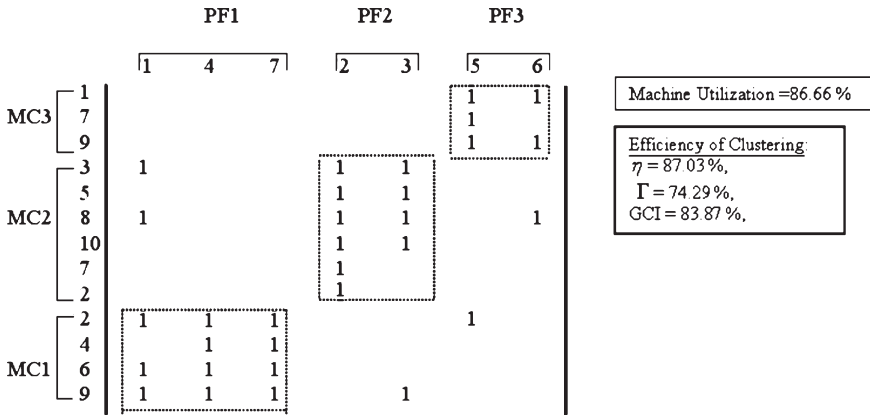 PF1 PF2 PF3
1 4 7 2 3 5 6
1 1 1
MC3 7 1
9 1 1
3 1 1 1
5 1 1
MC2 8 1 1 1 1
10 1 1
7 1
2 1
2 1 1 1 1
4 1 1
MC1 6 1 1 1
9 1 1 1 1
Machine Utilization =86.66 %
Efficiency of Clustering:
η = 87.03 %,
Γ = 74.29 %,
GCI = 83.87 %,